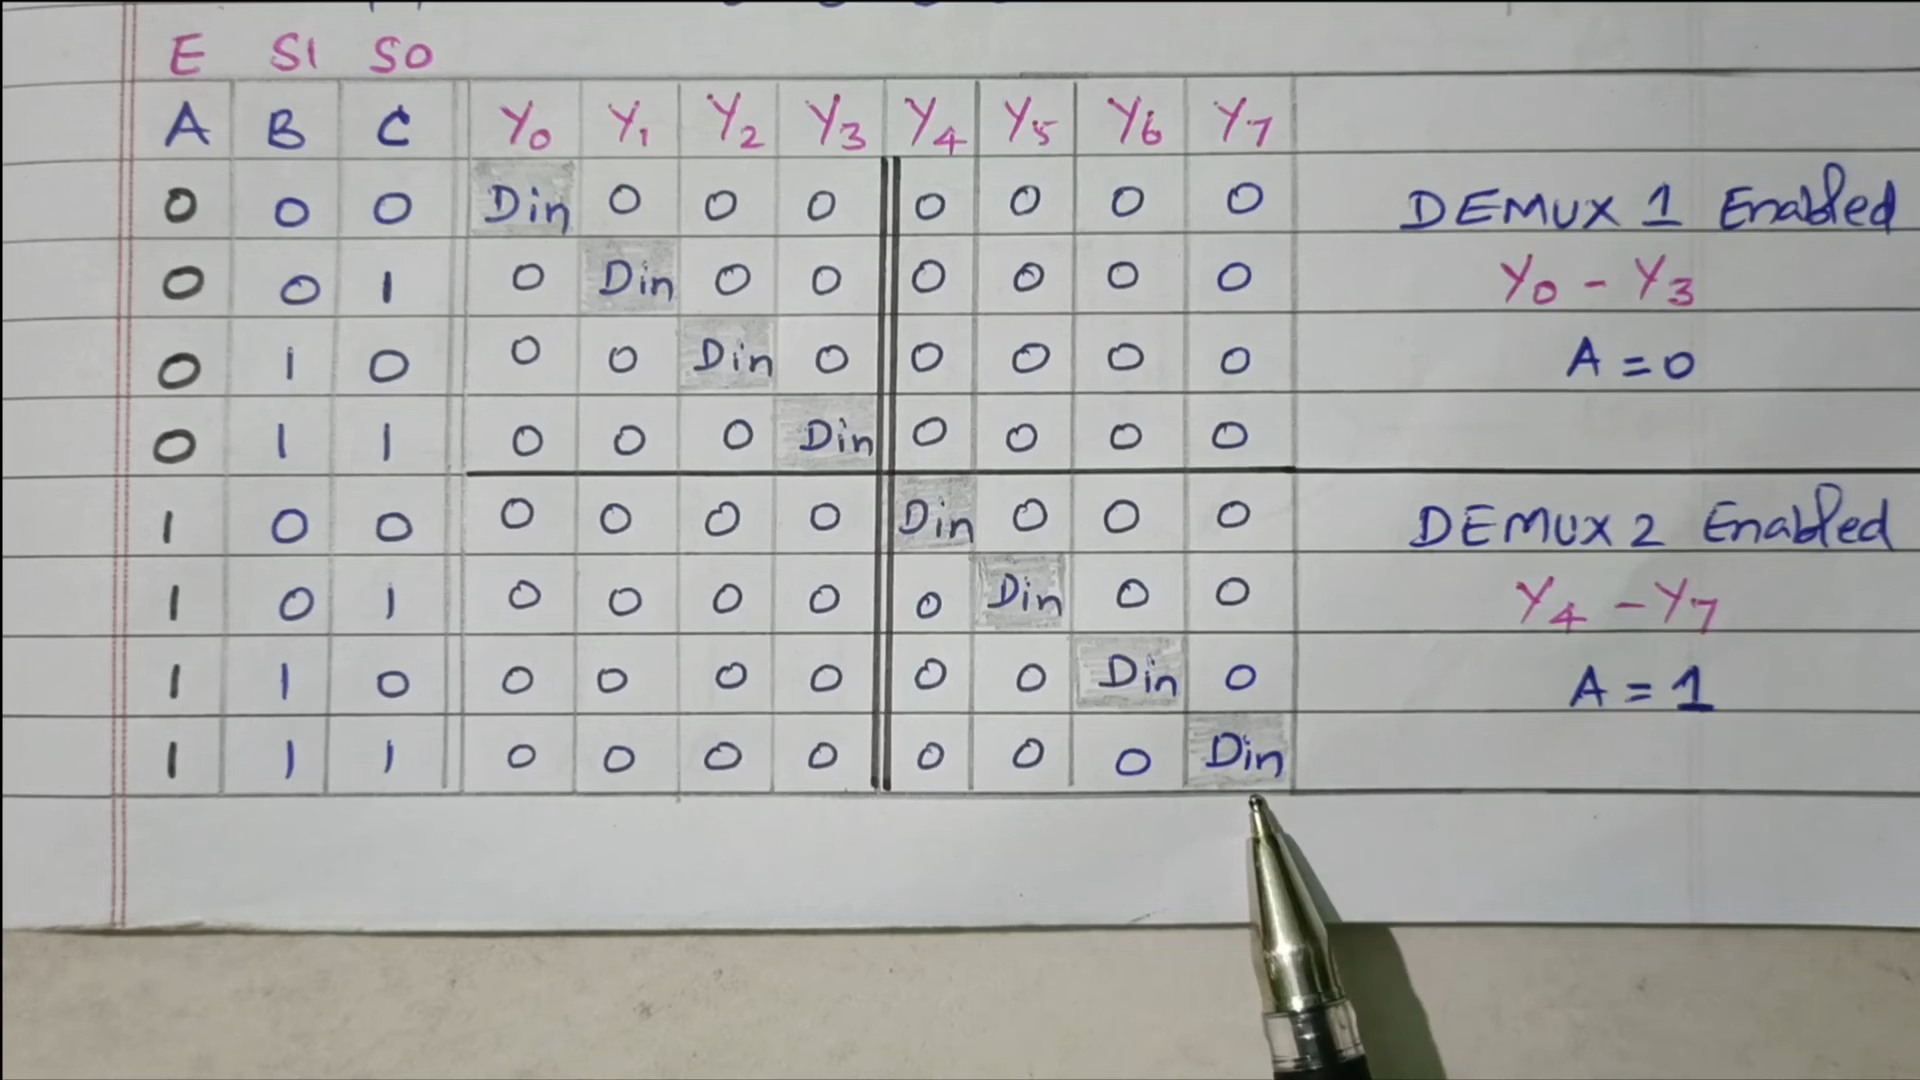 E S1 S0
A B C Y0 Y1 Y2 Y3 Y4 Y5 Y6 Y7
0 0 0 Din 0 0 0 0 0 0 0 DEMUX 1 Enabled
0 0 1 0 Din 0 0 0 0 0 0 Y0 - Y3
0 1 0 0 0 Din 0 0 0 0 0 A = 0
0 1 1 0 0 0 Din 0 0 0 0
1 0 0 0 0 0 0 Din 0 0 0 DEMUX 2 Enabled
1 0 1 0 0 0 0 0 Din 0 0 Y4 - Y7
1 1 0 0 0 0 0 0 0 Din 0 A = 1
1 1 1 0 0 0 0 0 0 0 Din